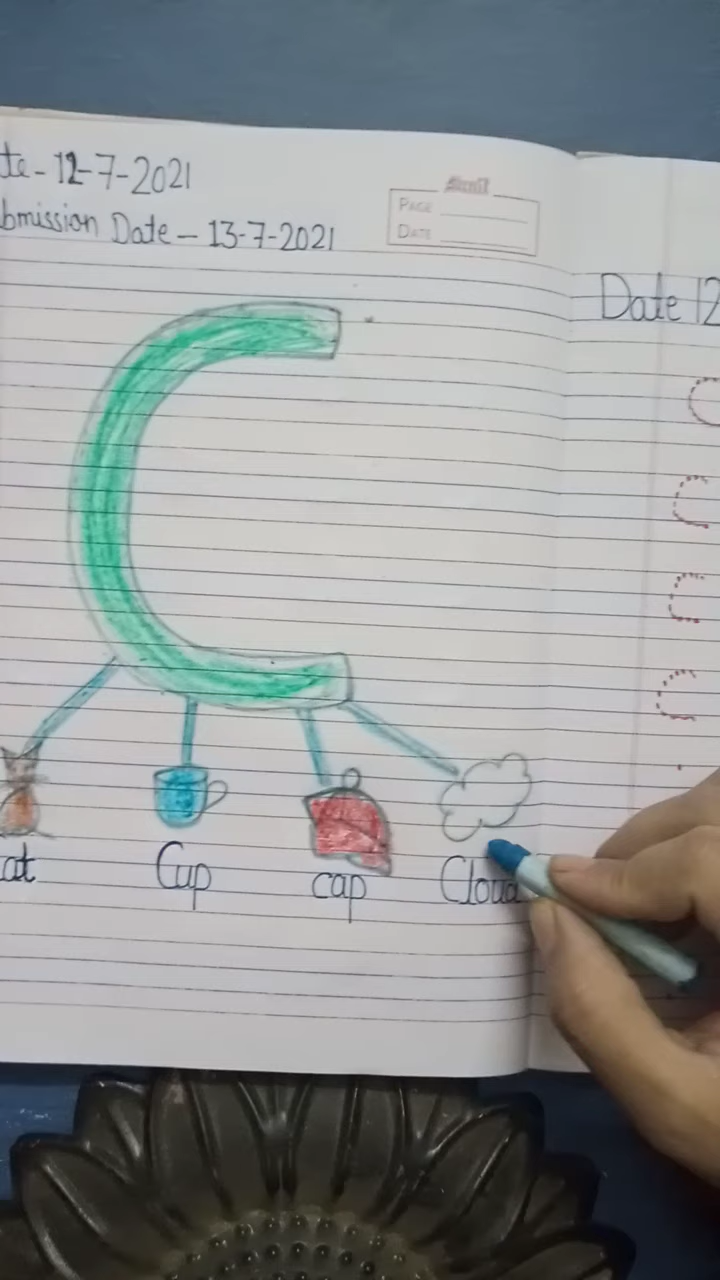 te - 12-7-2021
bmission Date - 13-7-2021
PAGE
DATE
Date 12
C
C
C
C
C
at
Cup
cap
Cloud